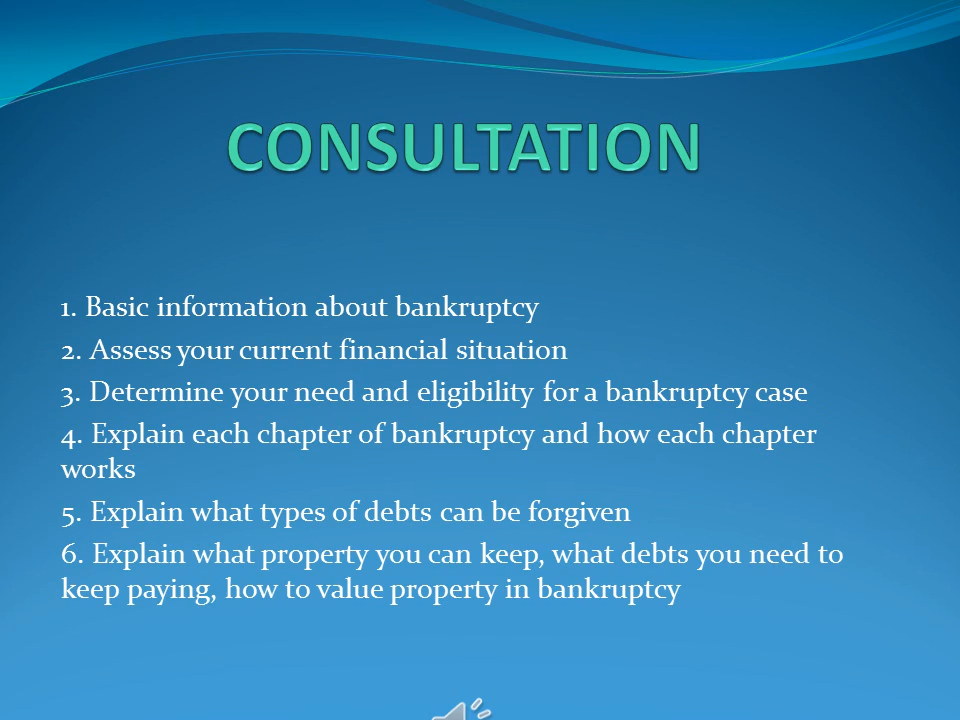 CONSULTATION
1. Basic information about bankruptcy
2. Assess your current financial situation
3. Determine your need and eligibility for a bankruptcy case
4. Explain each chapter of bankruptcy and how each chapter
works
5. Explain what types of debts can be forgiven
6. Explain what property you can keep, what debts you need to
keep paying, how to value property in bankruptcy